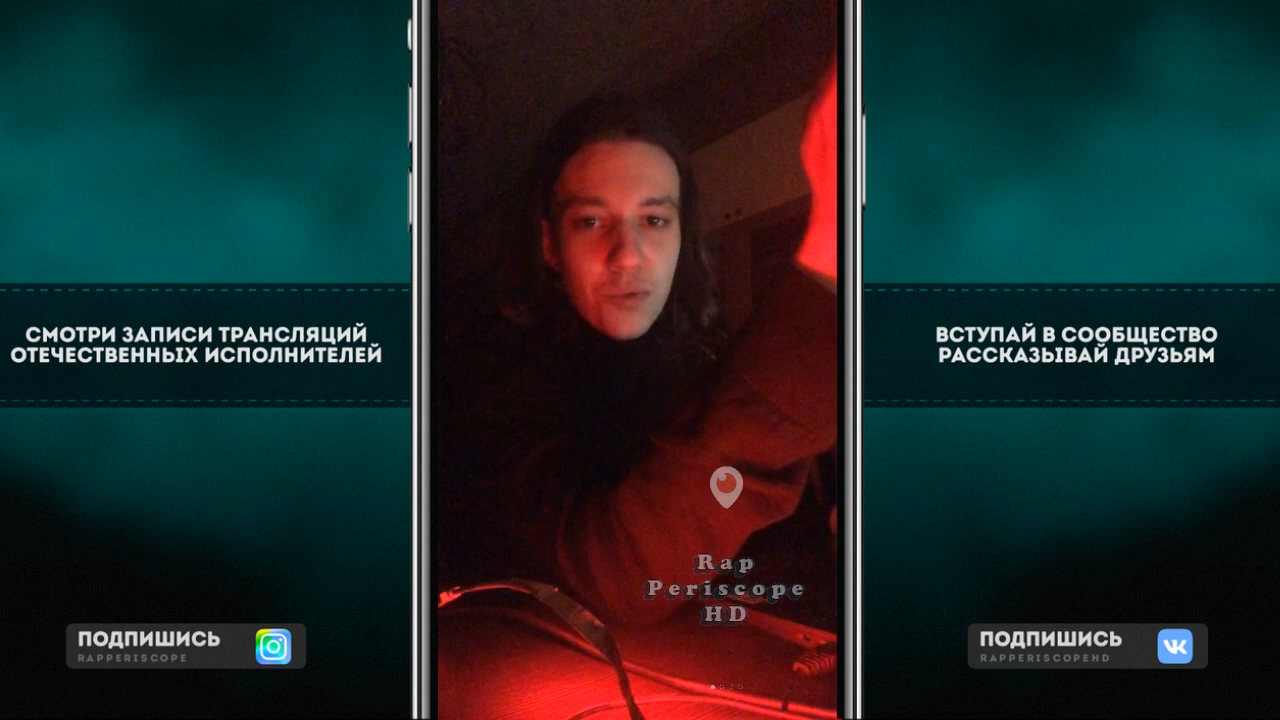 СМОТРИ ЗАПИСИ ТРАНСЛЯЦИЙ
ОТЕЧЕСТВЕННЫХ ИСПОЛНИТЕЛЕЙ
ВСТУПАЙ В СООБЩЕСТВО
РАССКАЗЫВАЙ ДРУЗЬЯМ
Rap
Periscope
HD
ПОДПИШИСЬ
RAPPERISCOPE
ПОДПИШИСЬ
RAPPERISCOPEHD